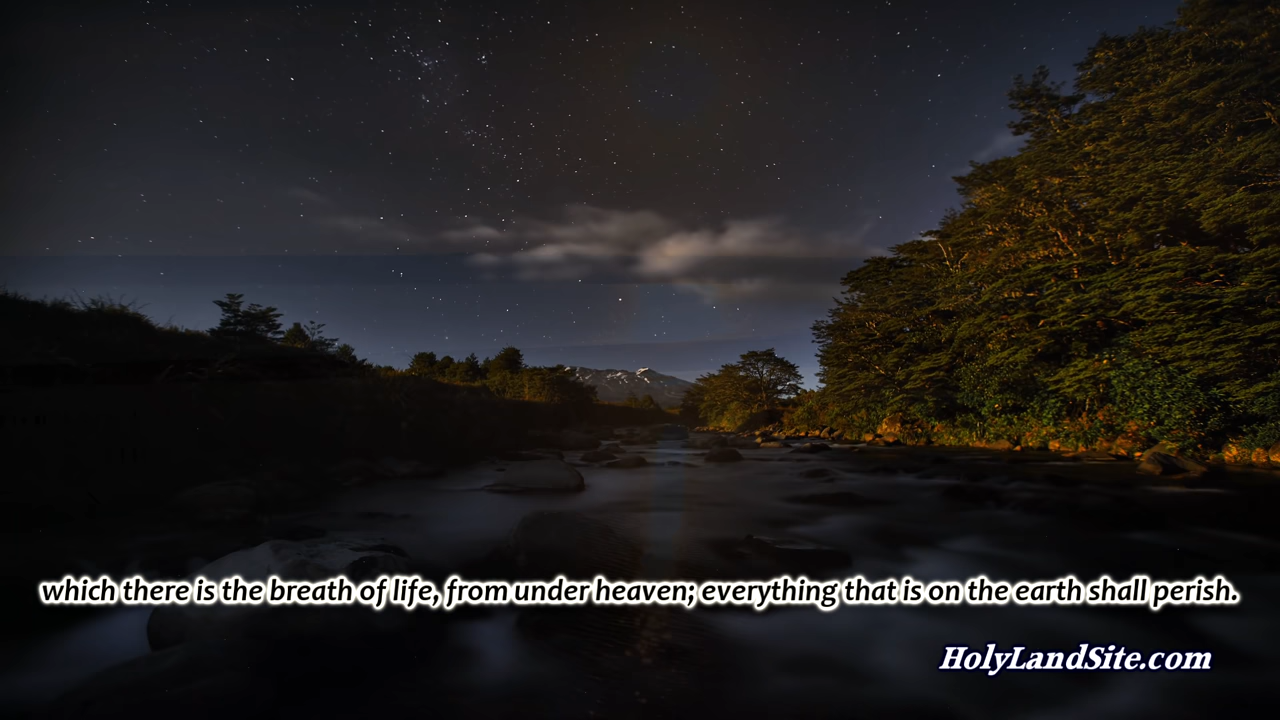 which there is the breath of life, from under heaven; everything that is on the earth shall perish.
HolyLandSite.com